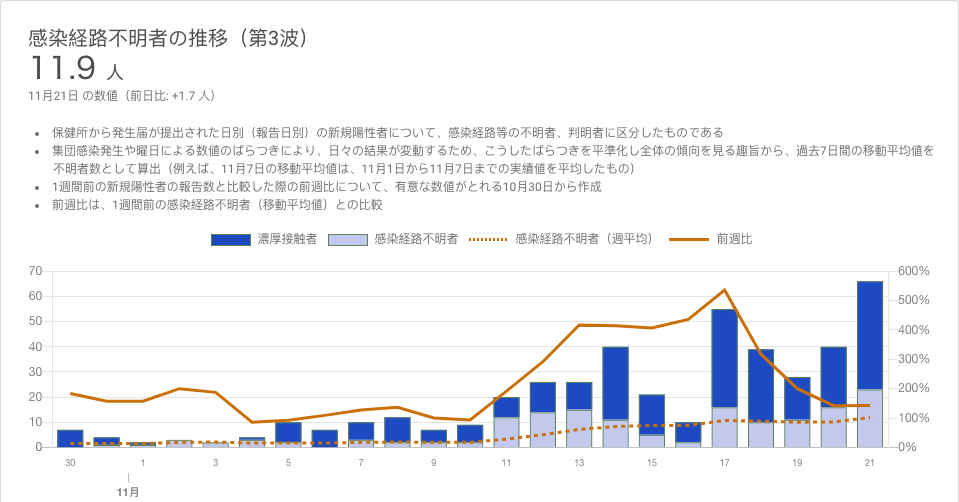 感染経路不明者の推移（第3波）
11.9 人
11月21日 の数値（前日比: +1.7 人）
• 保健所から発生届が提出された日別（報告日別）の新規陽性者について、感染経路等の不明者、判明者に区分したものである
• 集団感染発生や曜日による数値のばらつきにより、日々の結果が変動するため、こうしたばらつきを平準化し全体の傾向を見る趣旨から、過去7日間の移動平均値を
不明者数として算出（例えば、11月7日の移動平均値は、11月1日から11月7日までの実績値を平均したもの）
• 1週間前の新規陽性者の報告数と比較した際の前週比について、有意な数値がとれる10月30日から作成
• 前週比は、1週間前の感染経路不明者（移動平均値）との比較
濃厚接触者 感染経路不明者 感染経路不明者（週平均） 前週比
70 600%
60 500%
50 400%
40 300%
30 200%
20 100%
10 0%
0
30 1 3 5 7 9 11 13 15 17 19 21
11月